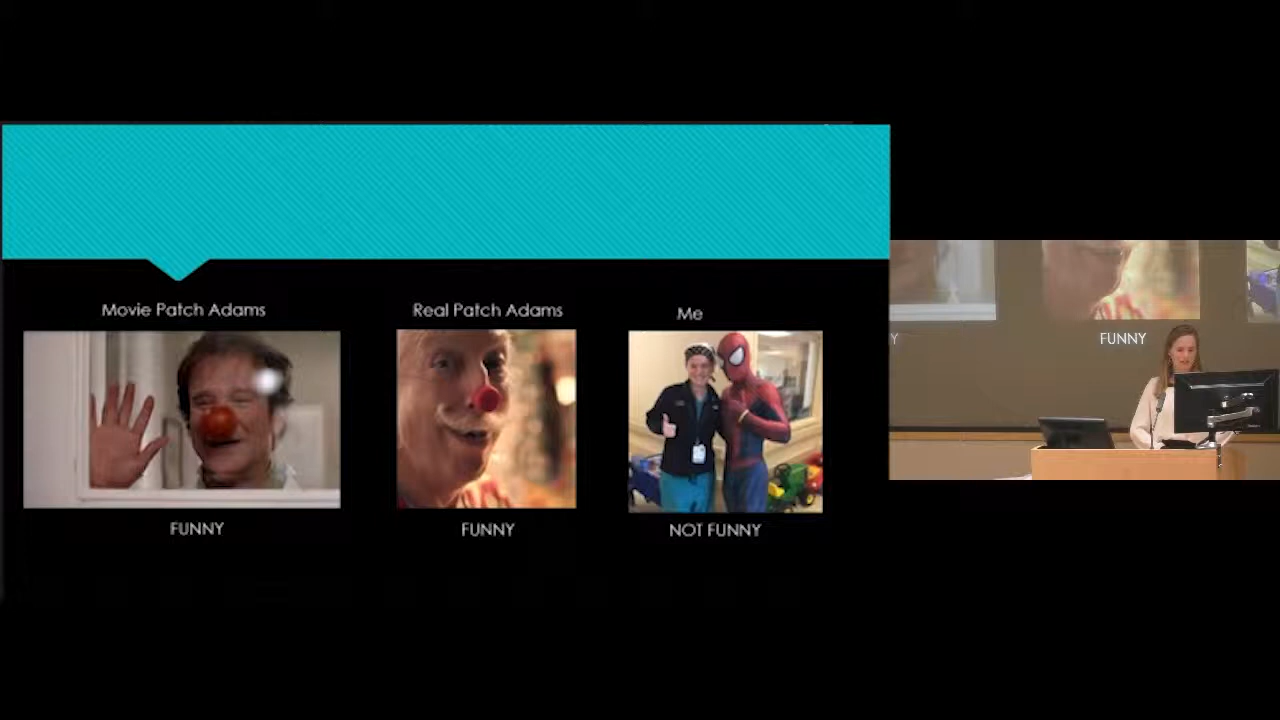 Movie Patch Adams
Real Patch Adams
Me
FUNNY
FUNNY
NOT FUNNY
Y
FUNNY